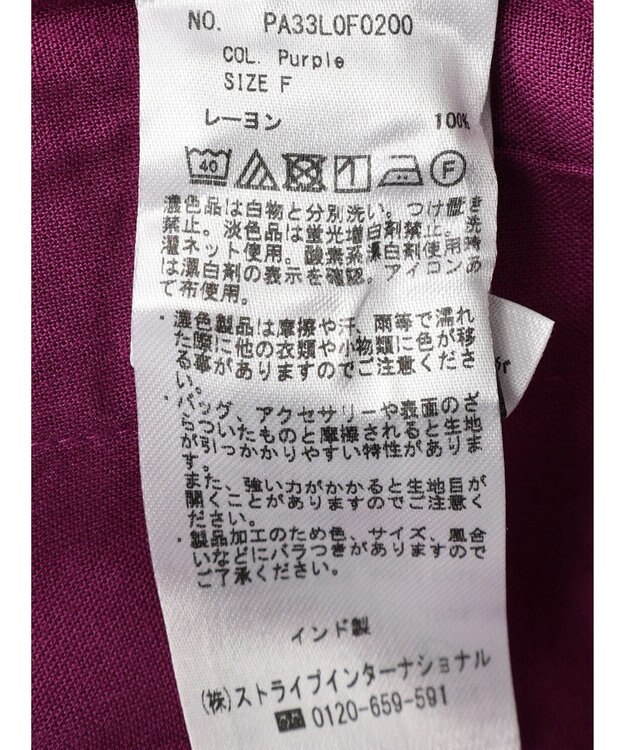 NO. PA33L0F0200
COL. Purple
SIZE F
レーヨン 100%
40 F
濃色品は白物と分別洗い。つけ置き
禁止。淡色品は蛍光増白剤禁止。洗
濯ネット使用。酸素系漂白剤使用時
は漂白剤の表示を確認。アイロンあ
て布使用。
・濃色製品は摩擦や汗、雨等で濡れ
た際に他の衣類や小物類に色が移
る事がありますのでご注意くださ
い。
・バッグ、アクセサリーや表面のざ
らついたものと摩擦されると生地
が引っかかりやすい特性がありま
す。
また、強い力がかかると生地目が
開くことがありますのでご注意く
ださい。
・製品加工のため色、サイズ、風合
いなどにバラつきがありますので
ご了承ください。
インド製
(株)ストライプインターナショナル
0120-659-591